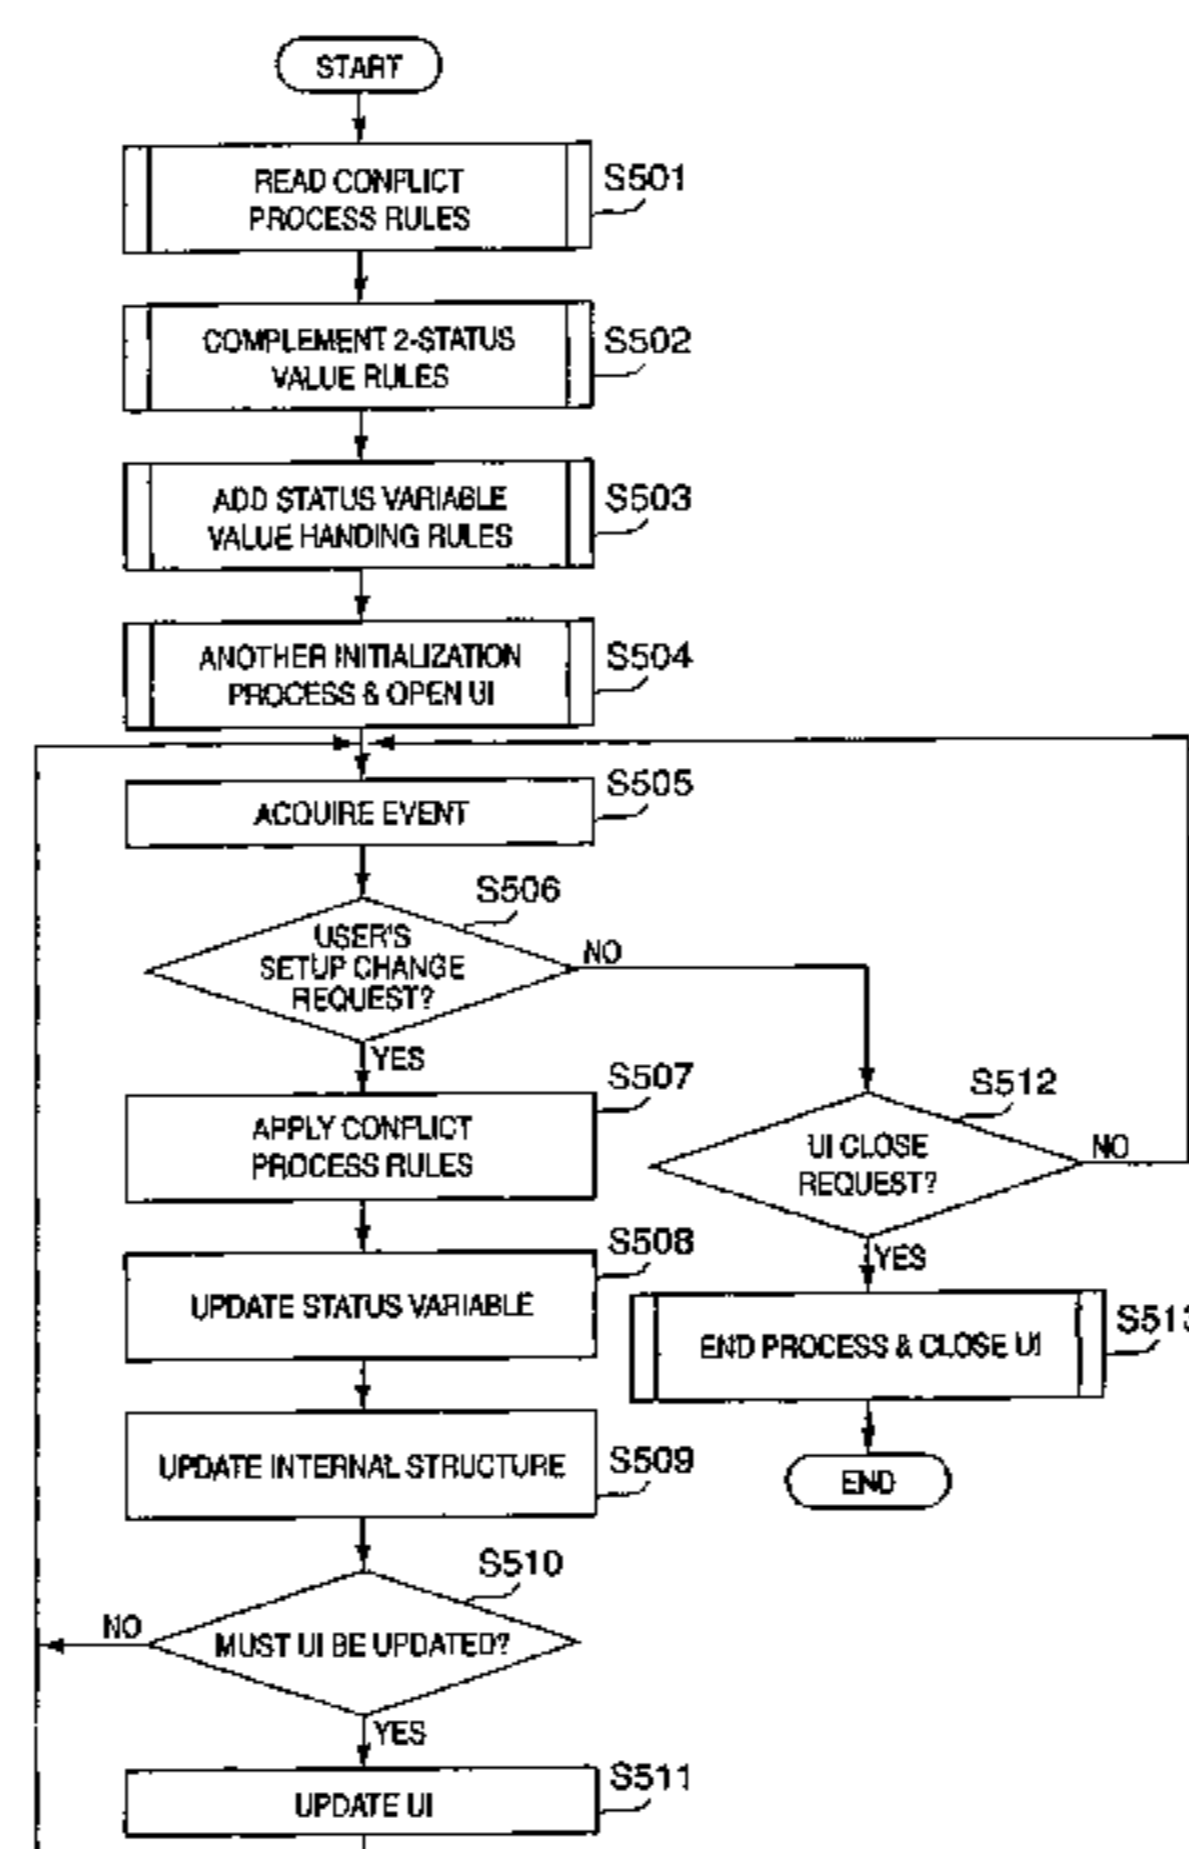 START
READ CONFLICT
PROCESS RULES
S501
COMPLEMENT 2-STATUS
VALUE RULES
S502
ADD STATUS VARIABLE
VALUE HANDING RULES
S503
ANOTHER INITIALIZATION
PROCESS & OPEN UI
S504
ACQUIRE EVENT
S505
S506
USER'S
SETUP CHANGE
REQUEST?
NO
YES
APPLY CONFLICT
PROCESS RULES
S507
S512
UI CLOSE
REQUEST?
NO
YES
UPDATE STATUS VARIABLE
S508
END PROCESS & CLOSE UI
S513
UPDATE INTERNAL STRUCTURE
S509
END
S510
MUST UI BE UPDATED?
NO
YES
UPDATE UI
S511